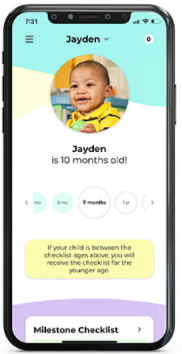 7:31
Jayden
0
Jayden
is 10 months old!
mo
6 mo
9 months
1 yr
If your child is between the
checklist ages above, you will
receive the checklist for the
younger age.
Milestone Checklist